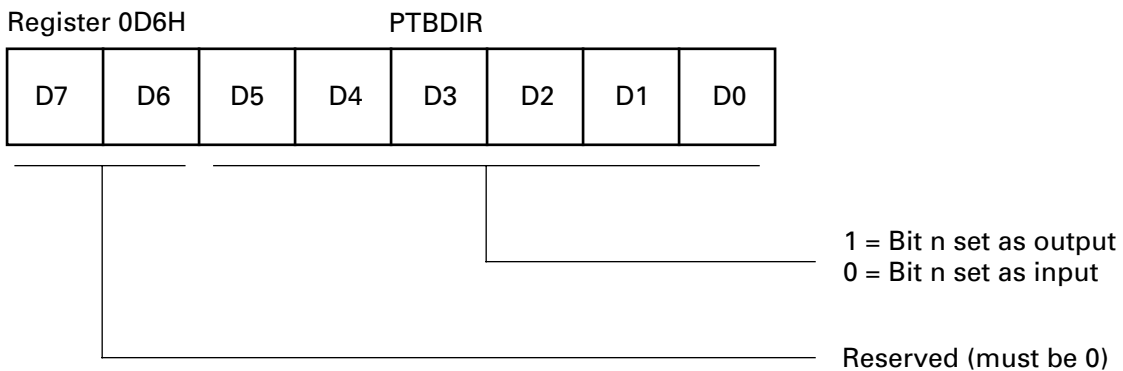 Register 0D6H PTBDIR
D7 D6 D5 D4 D3 D2 D1 D0
1 = Bit n set as output
0 = Bit n set as input
Reserved (must be 0)